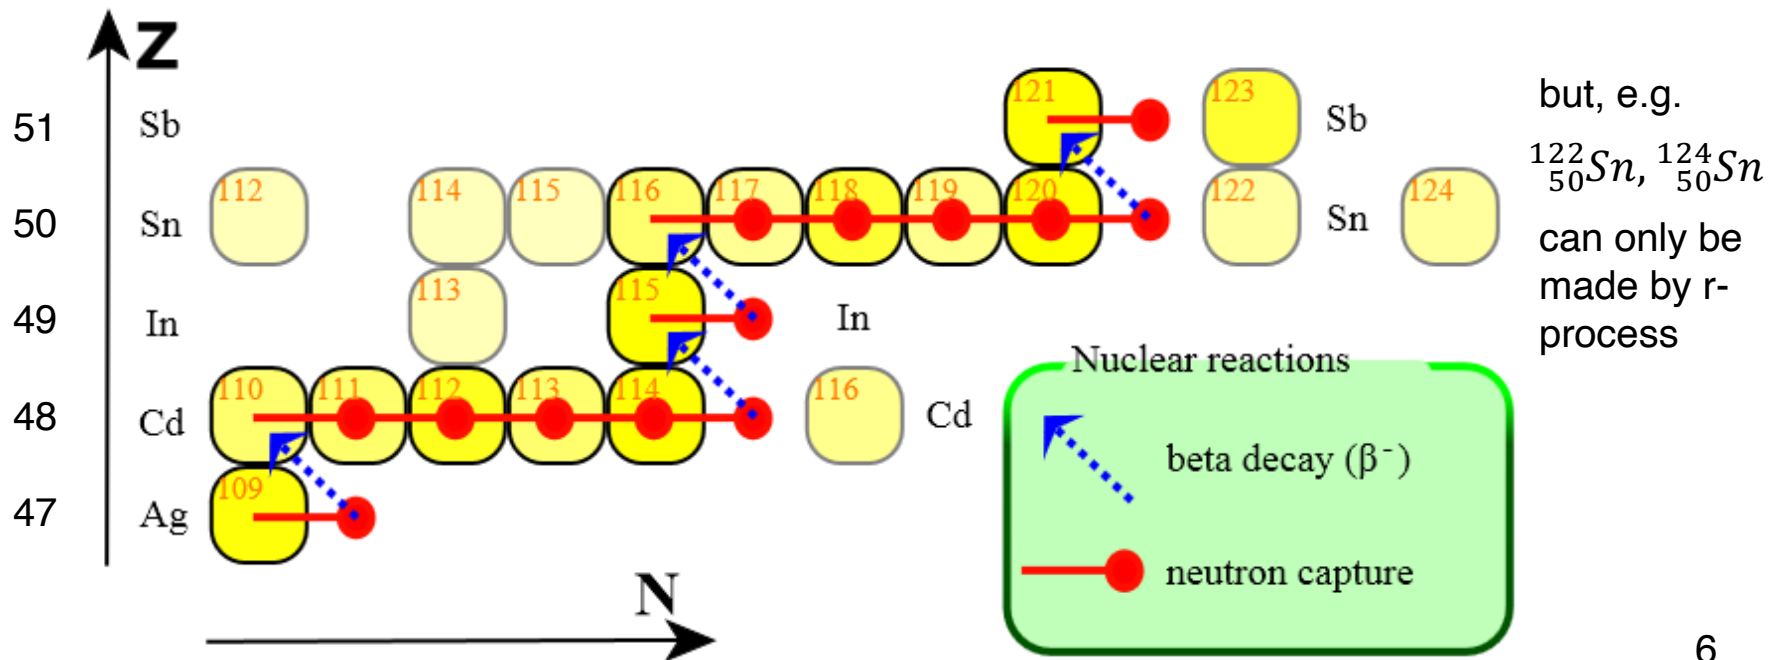 Z
51 Sb 121 123 Sb
50 Sn 112 114 115 116 117 118 119 120 122 Sn 124
49 In 113 115 In
48 Cd 110 111 112 113 114 116 Cd
47 Ag 109
N
but, e.g.
¹²²₅₀Sn, ¹²⁴₅₀Sn
can only be
made by r-
process
Nuclear reactions
beta decay (β⁻)
neutron capture
6